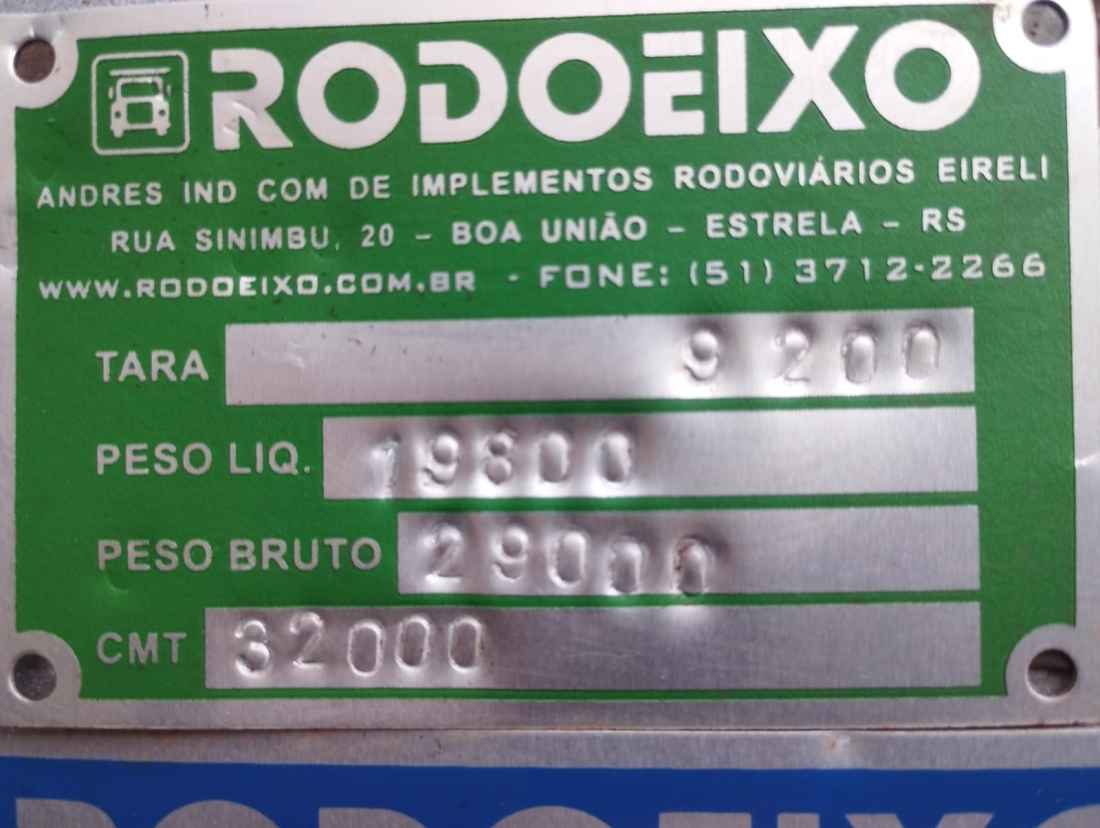 RODOEIXO
ANDRES IND COM DE IMPLEMENTOS RODOVIÁRIOS EIRELI
RUA SINIMBU, 20 - BOA UNIÃO - ESTRELA - RS
WWW.RODOEIXO.COM.BR - FONE: (51) 3712-2266
TARA 9 200
PESO LIQ. 19800
PESO BRUTO 29000
CMT 32000
RODOEIXO